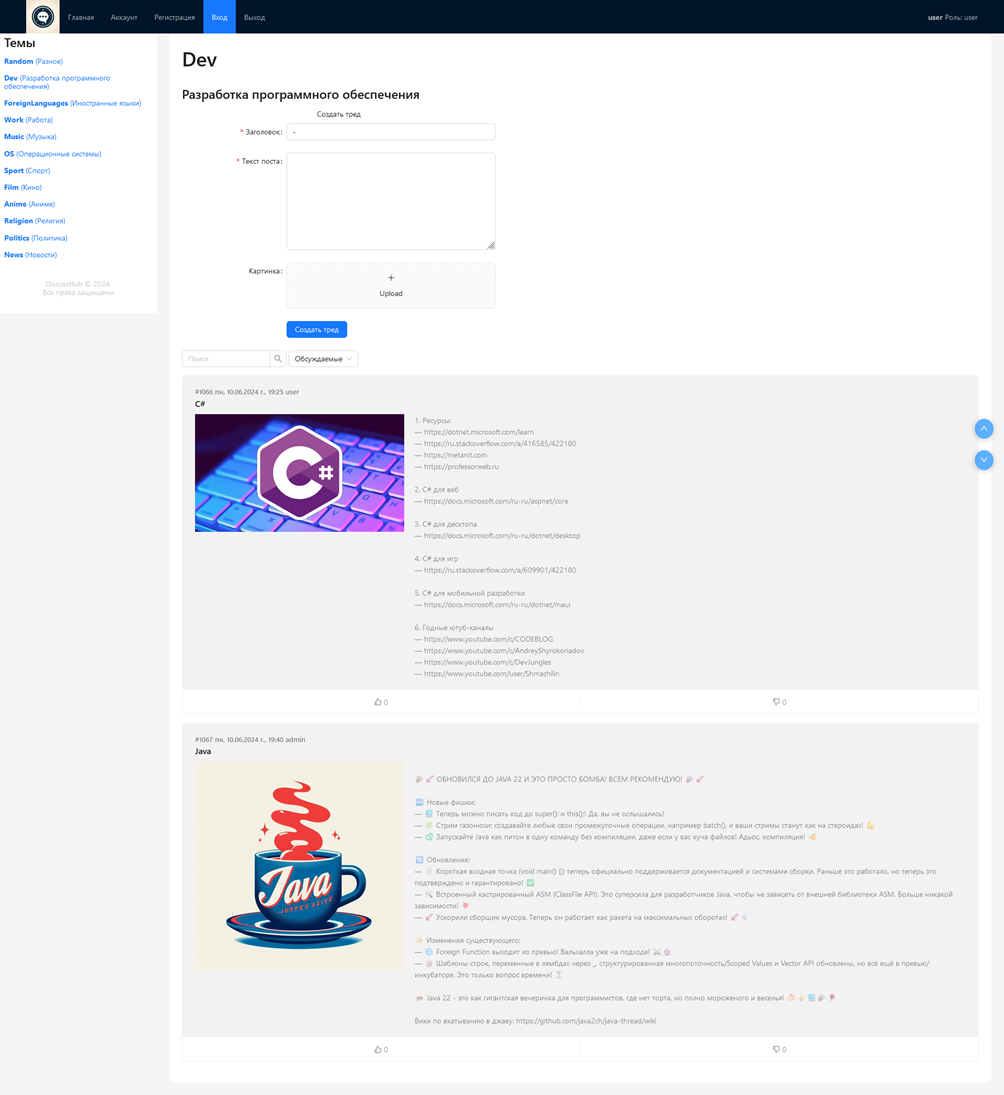 Главная Аккаунт Регистрация Вход Выход user Роль: user
Темы
Random (Разное)
Dev (Разработка программного
обеспечения)
ForeignLanguages (Иностранные языки)
Work (Работа)
Music (Музыка)
OS (Операционные системы)
Sport (Спорт)
Film (Кино)
Anime (Аниме)
Religion (Религия)
Politics (Политика)
News (Новости)
DiscussHub © 2024.
Все права защищены
Dev
Разработка программного обеспечения
Создать тред
* Заголовок: -
* Текст поста:
Картинка:
+
Upload
Создать тред
Поиск Обсуждаемые
#1066 пн, 10.06.2024 г., 19:25 user
C#
C#
1. Ресурсы:
— https://dotnet.microsoft.com/learn
— https://ru.stackoverflow.com/a/416585/422180
— https://metanit.com
— https://professorweb.ru
2. C# для веб
— https://docs.microsoft.com/ru-ru/aspnet/core
3. C# для десктопа
— https://docs.microsoft.com/ru-ru/dotnet/desktop
4. C# для игр
— https://ru.stackoverflow.com/a/609901/422180
5. C# для мобильной разработки
— https://docs.microsoft.com/ru-ru/dotnet/maui
6. Годные ютуб-каналы
— https://www.youtube.com/c/CODEBLOG
— https://www.youtube.com/c/AndreyShyrokoriadov
— https://www.youtube.com/c/DevJungles
— https://www.youtube.com/user/Shmachilin
0 0
#1067 пн, 10.06.2024 г., 19:40 admin
Java
Java
ОБНОВИЛСЯ ДО JAVA 22 И ЭТО ПРОСТО БОМБА! ВСЕМ РЕКОМЕНДУЮ!
Новые фишки:
— Теперь можно писать код до super(); и this();! Да, вы не ослышались!
— Стрим газонюхи: создавайте любые свои промежуточные операции, например batch(), и ваши стримы станут как на стероидах!
— Запускайте Java как питон в одну команду без компиляции, даже если у вас куча файлов! Адьос, компиляция!
Обновления:
— Короткая входная точка (void main() {}) теперь официально поддерживается документацией и системами сборки. Раньше это работало, но теперь это
подтверждено и гарантировано!
— Встроенный кастрированный ASM (ClassFile API). Это суперсила для разработчиков Java, чтобы не зависеть от внешней библиотеки ASM. Больше никакой
зависимости!
— Ускорили сборщик мусора. Теперь он работает как ракета на максимальных оборотах!
Изменения существующего:
— Foreign Function выходит из превью! Вальхалла уже на подходе!
— Шаблоны строк, переменные в лямбдах через _, структурированная многопоточность/Scoped Values и Vector API обновлены, но всё ещё в превью/
инкубаторе. Это только вопрос времени!
Java 22 - это как гигантская вечеринка для программистов, где нет торта, но полно мороженого и веселья!
Вики по вкатыванию в джаву: https://github.com/java2ch/java-thread/wiki
0 0